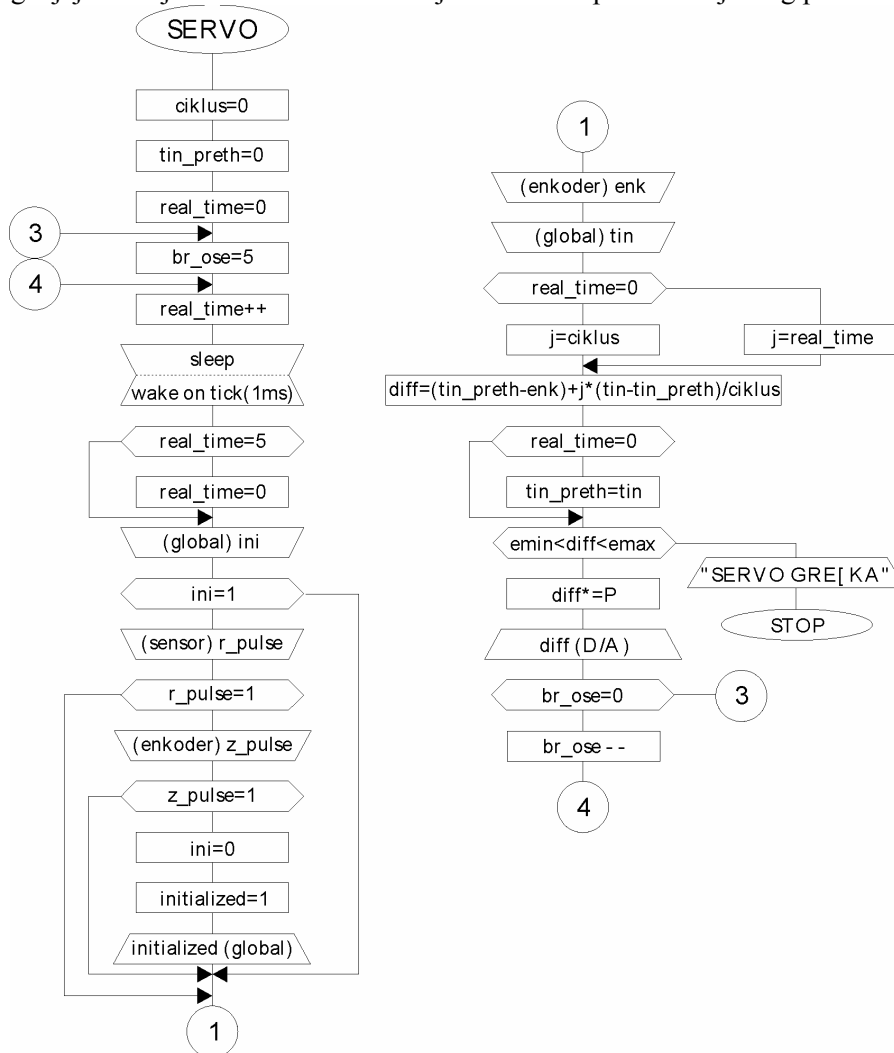 SERVO
ciklus=0
tin_preth=0
real_time=0
3
br_ose=5
4
real_time++
sleep
wake on tick(1ms)
real_time=5
real_time=0
(global) ini
ini=1
(sensor) r_pulse
r_pulse=1
(enkoder) z_pulse
z_pulse=1
ini=0
initialized=1
initialized (global)
1
1
(enkoder) enk
(global) tin
real_time=0
j=ciklus
j=real_time
diff=(tin_preth-enk)+j*(tin-tin_preth)/ciklus
real_time=0
tin_preth=tin
emin<diff<emax
"SERVO GRE[KA"
STOP
diff*=P
diff (D/A )
br_ose=0
3
br_ose - -
4